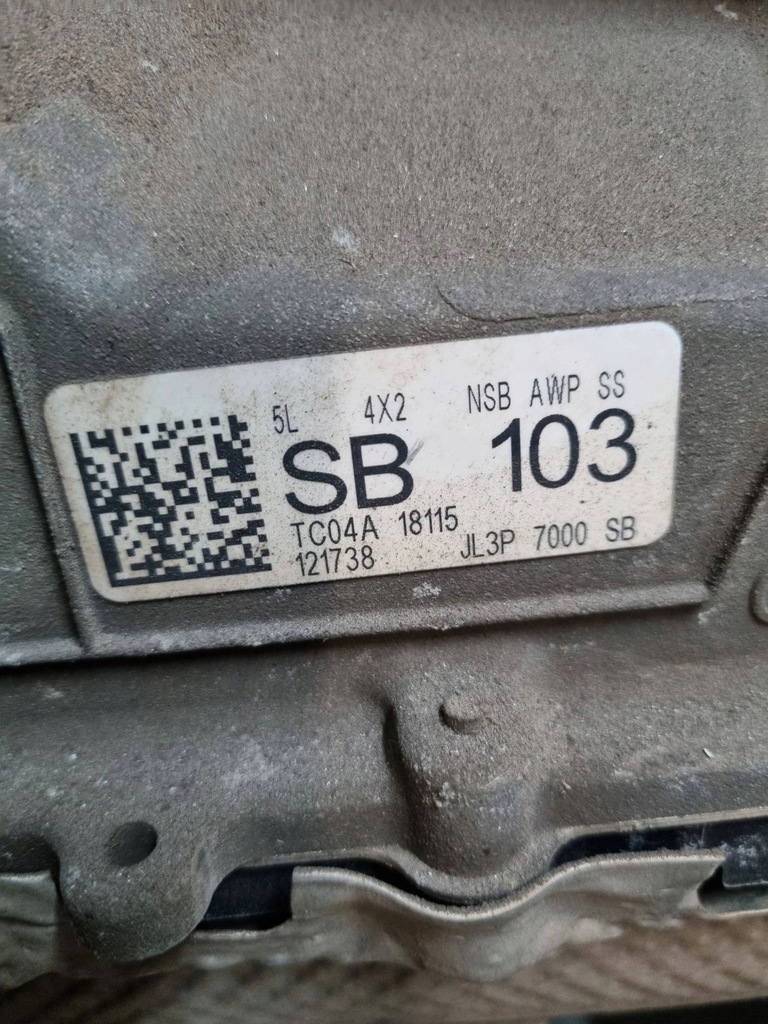 5L 4X2 NSB AWP SS
SB 103
TC04A 18115
121738 JL3P 7000 SB